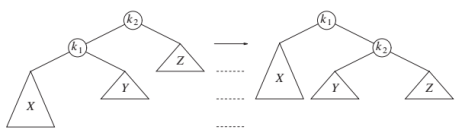 k₂ k₁
k₁ k₂
Z
X Y X Y Z